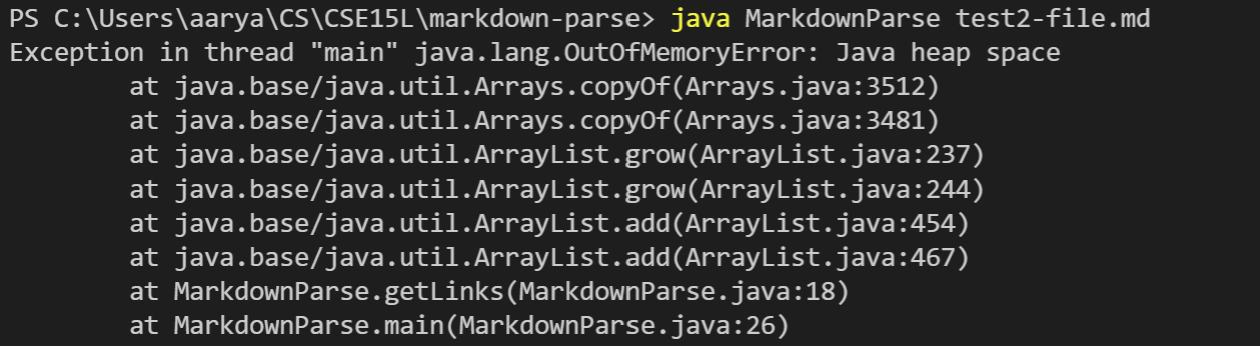 PS C:\Users\aarya\CS\CSE15L\markdown-parse> java MarkdownParse test2-file.md
Exception in thread "main" java.lang.OutOfMemoryError: Java heap space
        at java.base/java.util.Arrays.copyOf(Arrays.java:3512)
        at java.base/java.util.Arrays.copyOf(Arrays.java:3481)
        at java.base/java.util.ArrayList.grow(ArrayList.java:237)
        at java.base/java.util.ArrayList.grow(ArrayList.java:244)
        at java.base/java.util.ArrayList.add(ArrayList.java:454)
        at java.base/java.util.ArrayList.add(ArrayList.java:467)
        at MarkdownParse.getLinks(MarkdownParse.java:18)
        at MarkdownParse.main(MarkdownParse.java:26)